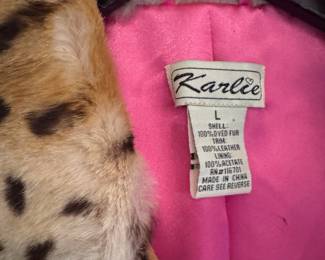 Karlie
L
SHELL:
100%DYED FUR
TRIM:
100%LEATHER
LINING:
100%ACETATE
RN#116701
MADE IN CHINA
CARE SEE REVERSE